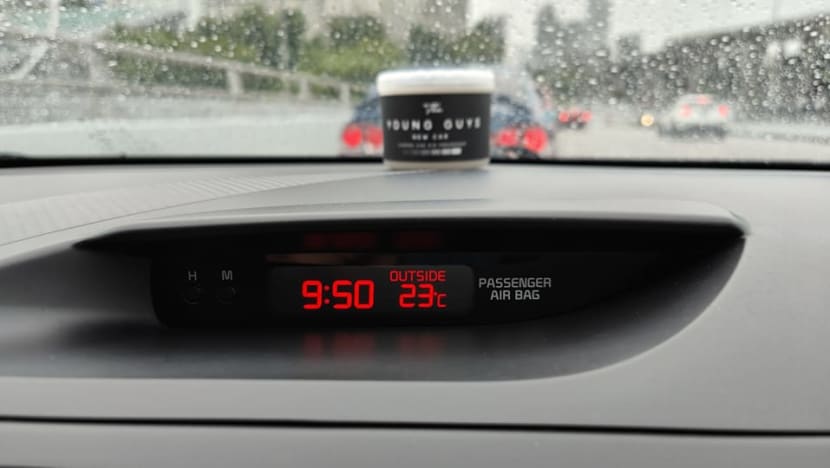 YOUNG GUYS
NEW CAR
H M
9:50
OUTSIDE
23°C
PASSENGER
AIR BAG